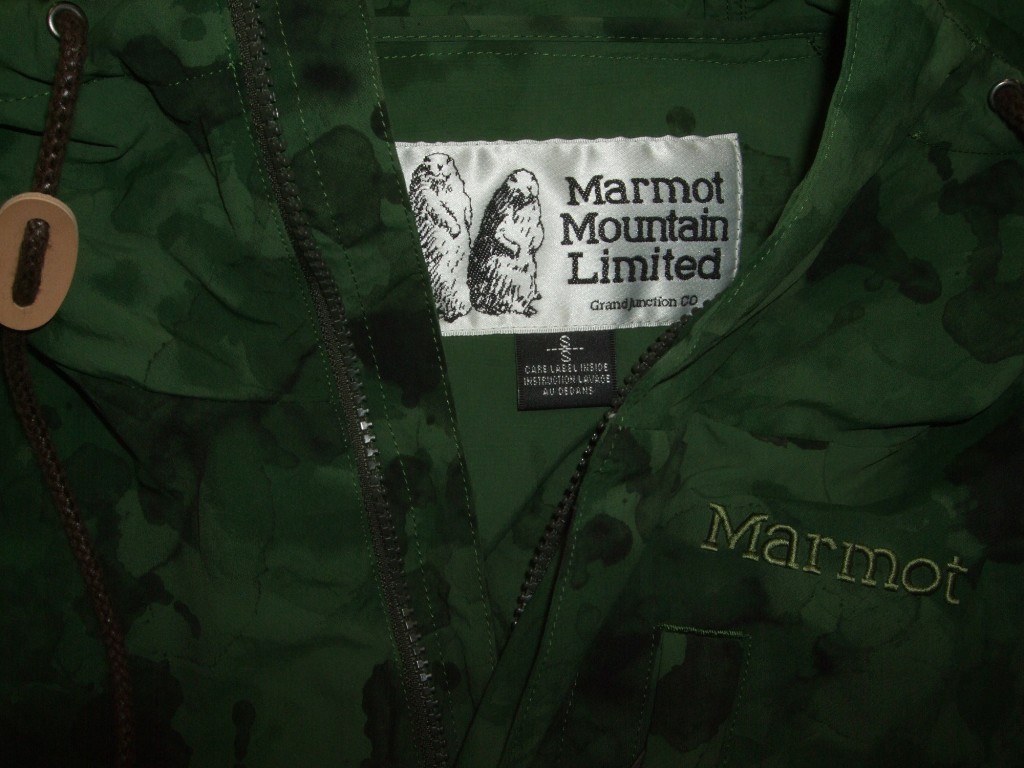 Marmot
Mountain
Limited
Grand Junction CO
S
S
CARE LABEL INSIDE
INSTRUCTION LAVAGE
AU DEDANS
Marmot